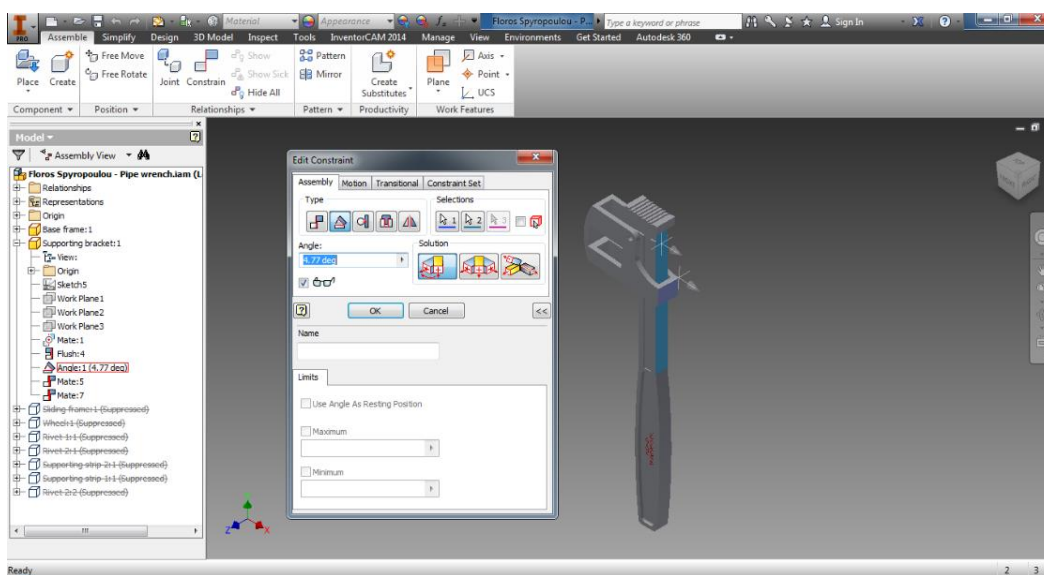 Material
Appearance
Floros Spyropoulou - P...
Type a keyword or phrase
Sign In
PRO
Assemble Simplify Design 3D Model Inspect Tools InventorCAM 2014 Manage View Environments Get Started Autodesk 360
Place
Create
Free Move
Free Rotate
Joint
Constrain
Show
Show Sick
Hide All
Pattern
Mirror
Create
Substitutes
Plane
Axis
Point
UCS
Component
Position
Relationships
Pattern
Productivity
Work Features
Model
Assembly View
Floros Spyropoulou - Pipe wrench.iam (L
Relationships
Representations
Origin
Base frame:1
Supporting bracket:1
View:
Origin
Sketch5
Work Plane1
Work Plane2
Work Plane3
Mate:1
Flush:4
Angle:1 (4.77 deg)
Mate:5
Mate:7
Sliding frame:1 (Suppressed)
Wheel:1 (Suppressed)
Rivet 1:1 (Suppressed)
Rivet 2:1 (Suppressed)
Supporting strip 2:1 (Suppressed)
Supporting strip 1:1 (Suppressed)
Rivet 2:2 (Suppressed)
Edit Constraint
Assembly Motion Transitional Constraint Set
Type
Selections
1 2 3
Angle:
4.77 deg
Solution
OK
Cancel
<<
Name
Limits
Use Angle As Resting Position
Maximum
Minimum
z
x
Ready
2 3